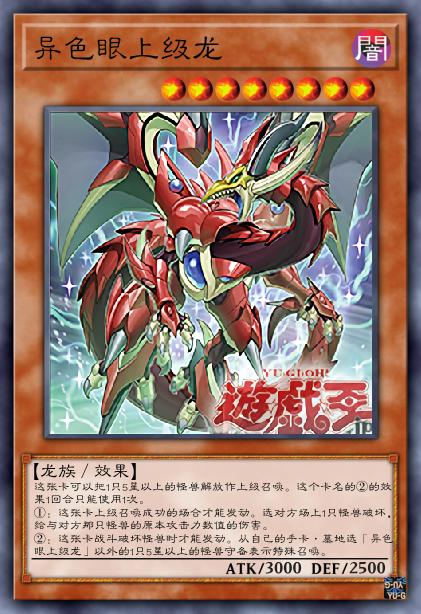 异色眼上级龙
闇
YU-GI-OH!
遊戯王
【龙族／效果】
这张卡可以把1只5星以上的怪兽解放作上级召唤。这个卡名的②的效
果1回合只能使用1次。
①：这张卡上级召唤成功的场合才能发动。选对方场上1只怪兽破坏，
给与对方那只怪兽的原本攻击力数值的伤害。
②：这张卡战斗破坏怪兽时才能发动。从自己的手卡・墓地选「异色
眼上级龙」以外的1只5星以上的怪兽守备表示特殊召唤。
ATK/3000 DEF/2500